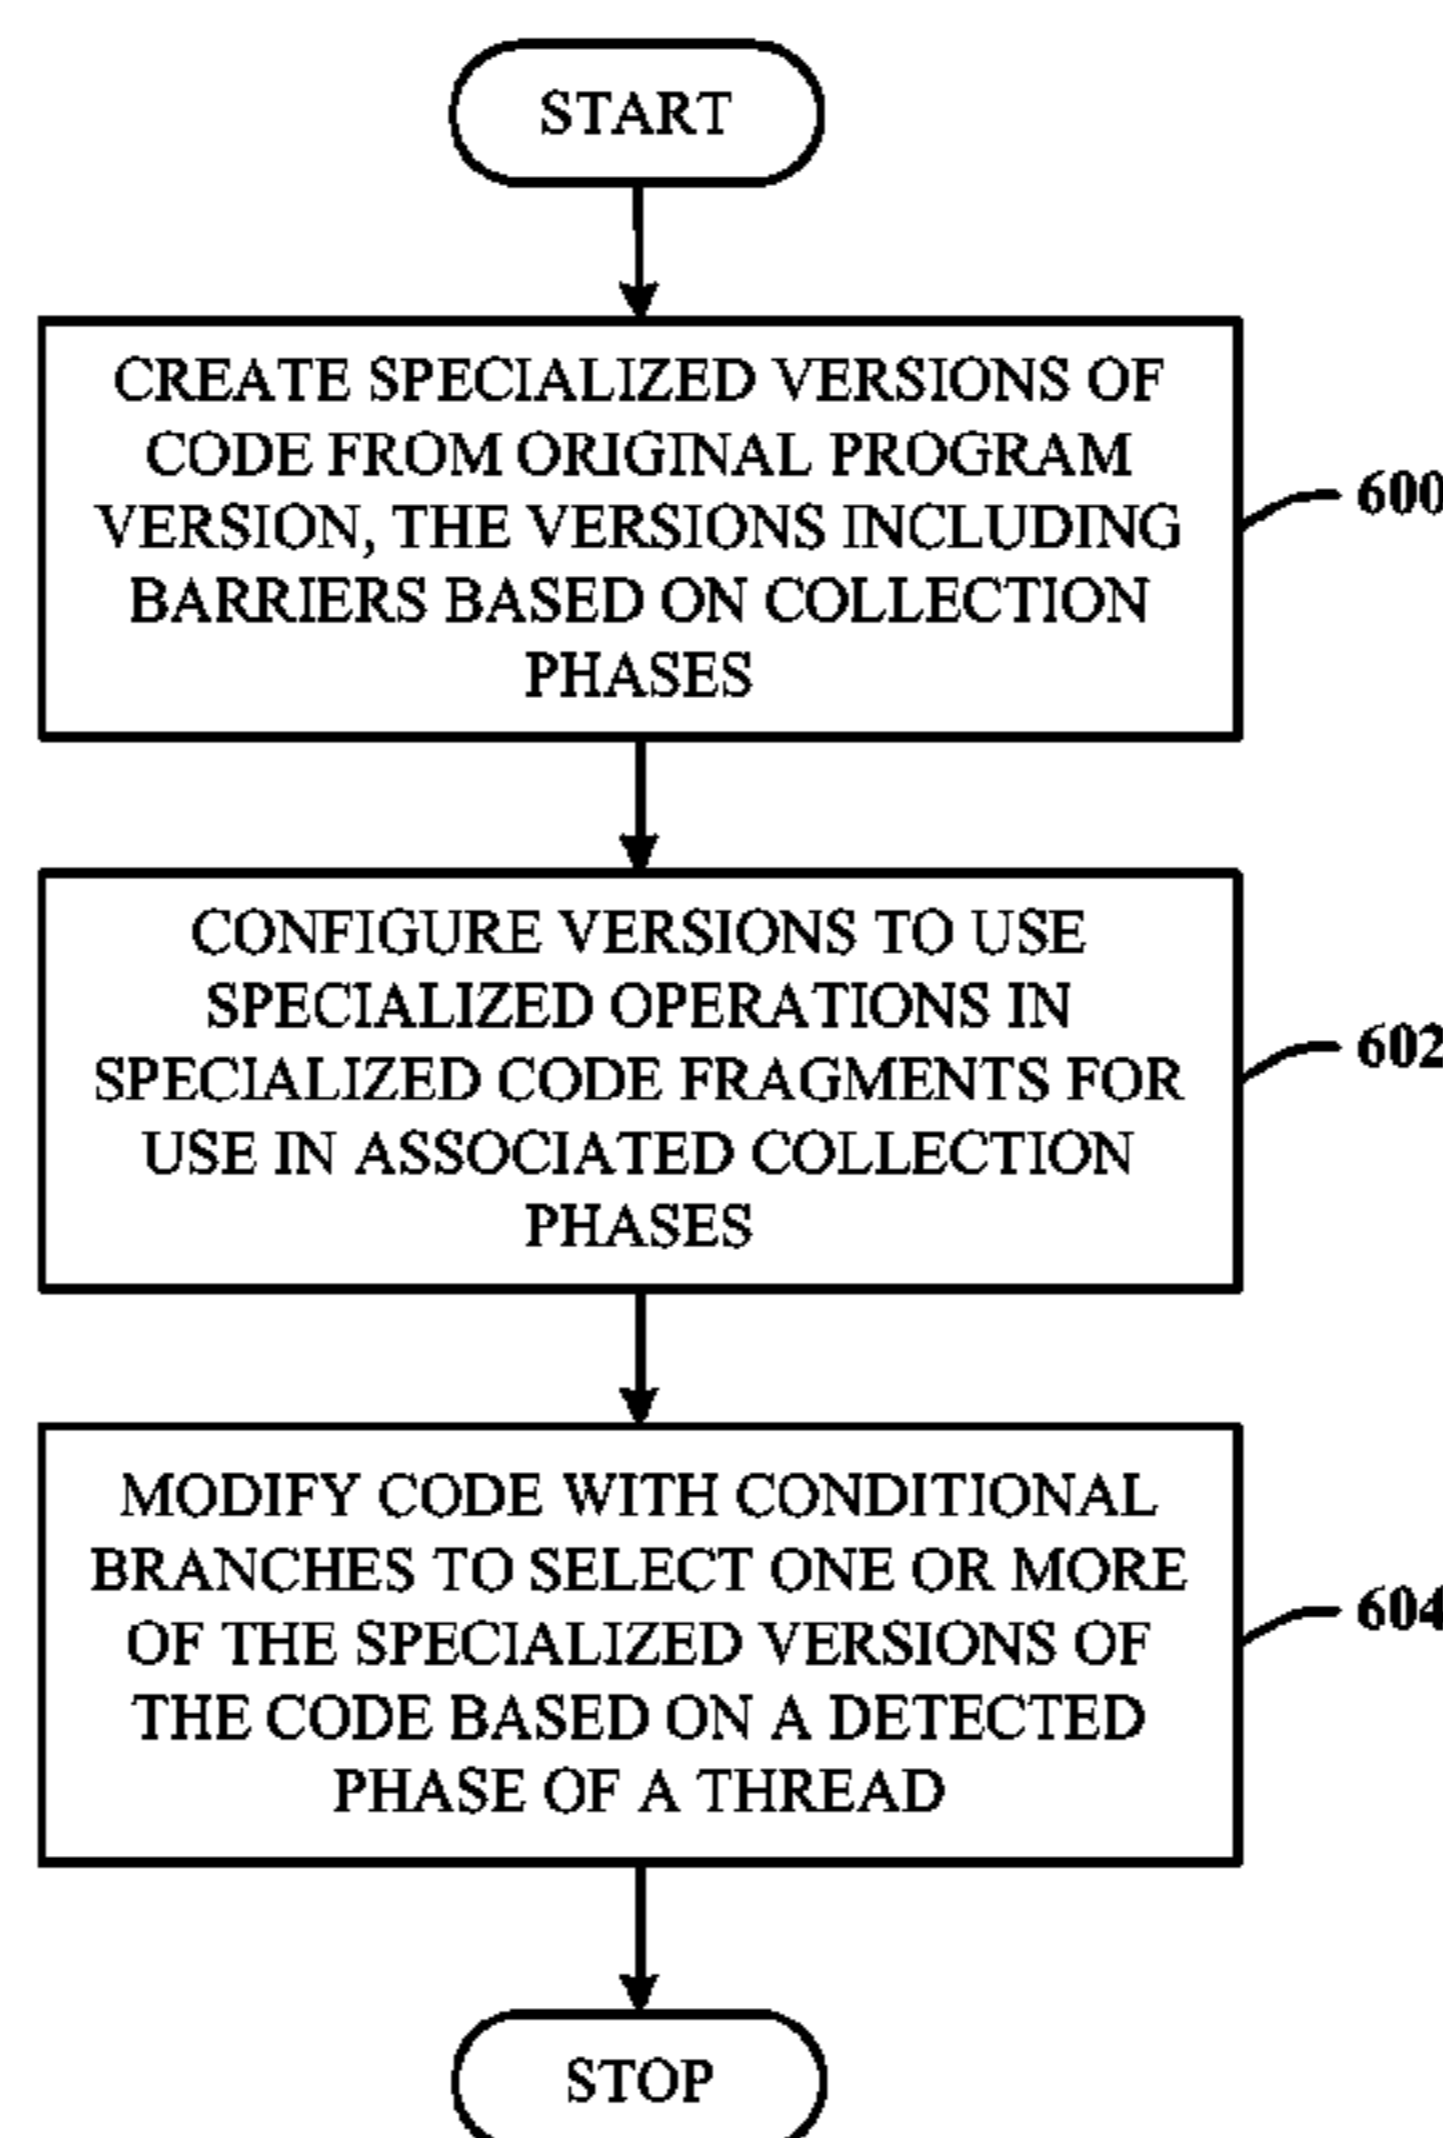 START
CREATE SPECIALIZED VERSIONS OF
CODE FROM ORIGINAL PROGRAM
VERSION, THE VERSIONS INCLUDING
BARRIERS BASED ON COLLECTION
PHASES
600
CONFIGURE VERSIONS TO USE
SPECIALIZED OPERATIONS IN
SPECIALIZED CODE FRAGMENTS FOR
USE IN ASSOCIATED COLLECTION
PHASES
602
MODIFY CODE WITH CONDITIONAL
BRANCHES TO SELECT ONE OR MORE
OF THE SPECIALIZED VERSIONS OF
THE CODE BASED ON A DETECTED
PHASE OF A THREAD
604
STOP